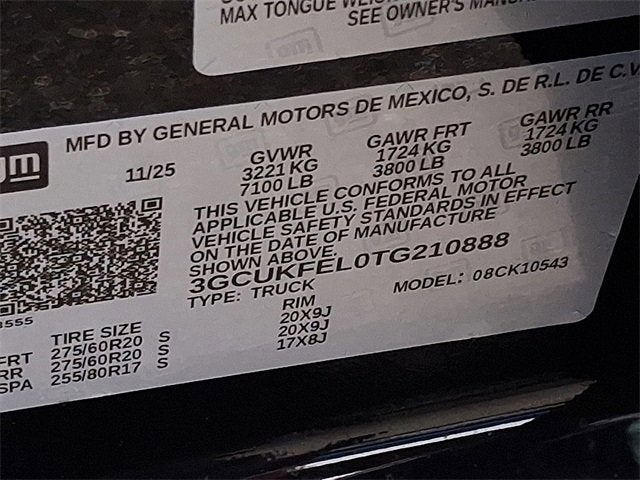 MAX TONGUE
SEE OWNER'S
gm
MFD BY GENERAL MOTORS DE MEXICO, S. DE R.L. DE C.V
11/25
GVWR
3221 KG
7100 LB
GAWR FRT
1724 KG
3800 LB
GAWR RR
1724 KG
3800 LB
THIS VEHICLE CONFORMS TO ALL
APPLICABLE U.S. FEDERAL MOTOR
VEHICLE SAFETY STANDARDS IN EFFECT
ON THE DATE OF MANUFACTURE
SHOWN ABOVE.
3GCUKFEL0TG210888
TYPE: TRUCK
MODEL: 08CK10543
TIRE SIZE
RIM
FRT 275/60R20 S 20X9J
RR 275/60R20 S 20X9J
SPA 255/80R17 S 17X8J